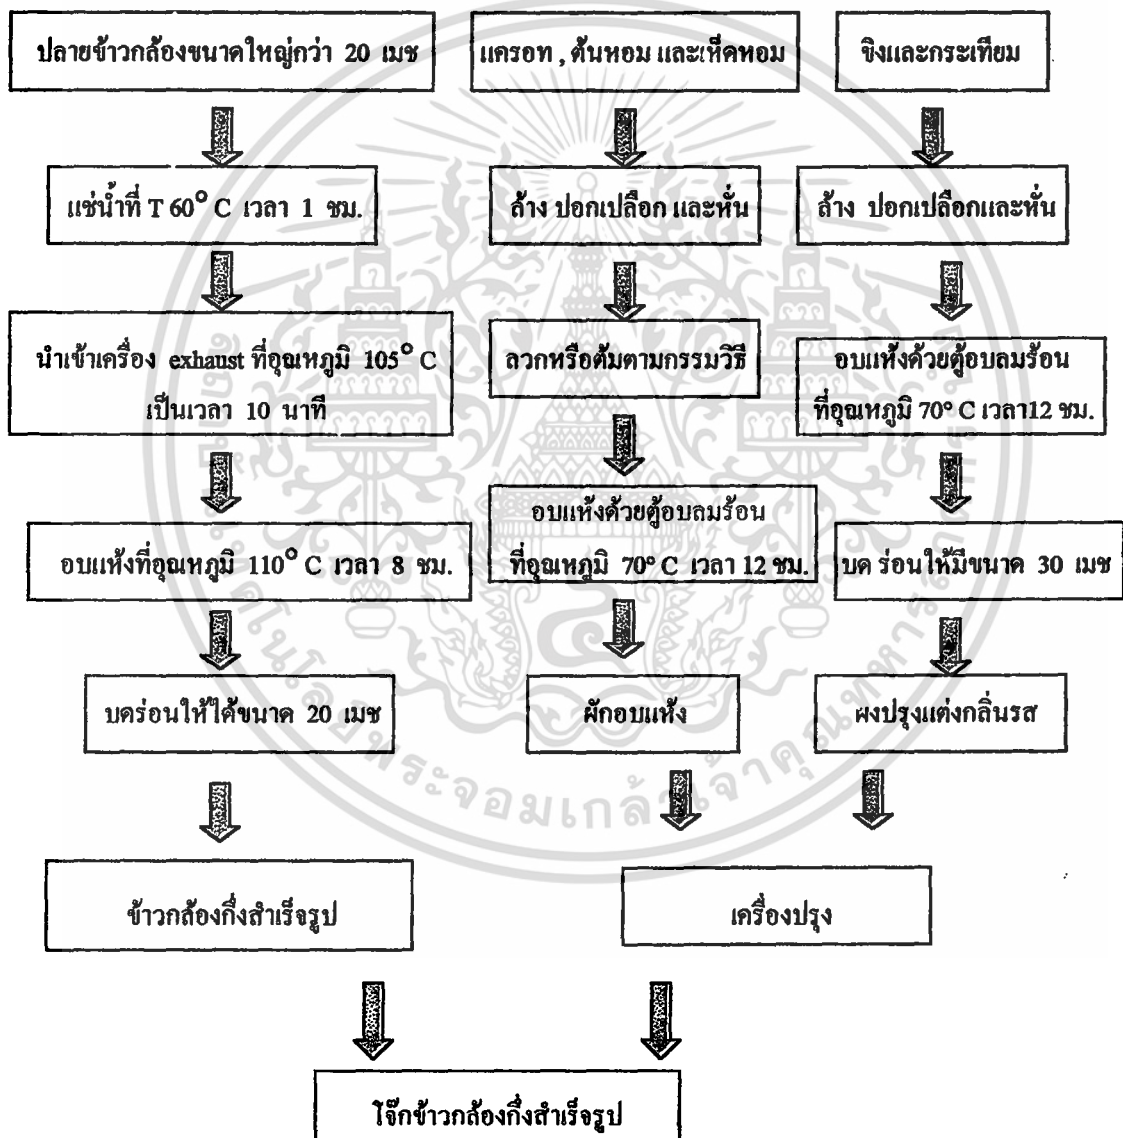 ปลายข้าวกล้องขนาดใหญ่กว่า 20 เมช
แครอท , ต้นหอม และเห็ดหอม
ขิงและกระเทียม
แช่น้ำที่ T 60° C เวลา 1 ชม.
ล้าง ปอกเปลือก และหั่น
ล้าง ปอกเปลือกและหั่น
นำเข้าเครื่อง exhaust ที่อุณหภูมิ 105° C
เป็นเวลา 10 นาที
ลวกหรือต้มตามกรรมวิธี
อบแห้งด้วยตู้อบลมร้อน
ที่อุณหภูมิ 70° C เวลา12 ชม.
อบแห้งที่อุณหภูมิ 110° C เวลา 8 ชม.
อบแห้งด้วยตู้อบลมร้อน
ที่อุณหภูมิ 70° C เวลา 12 ชม.
บด ร่อนให้มีขนาด 30 เมช
บดร่อนให้ได้ขนาด 20 เมช
ผักอบแห้ง
ผงปรุงแต่งกลิ่นรส
ข้าวกล้องกึ่งสำเร็จรูป
เครื่องปรุง
โจ๊กข้าวกล้องกึ่งสำเร็จรูป